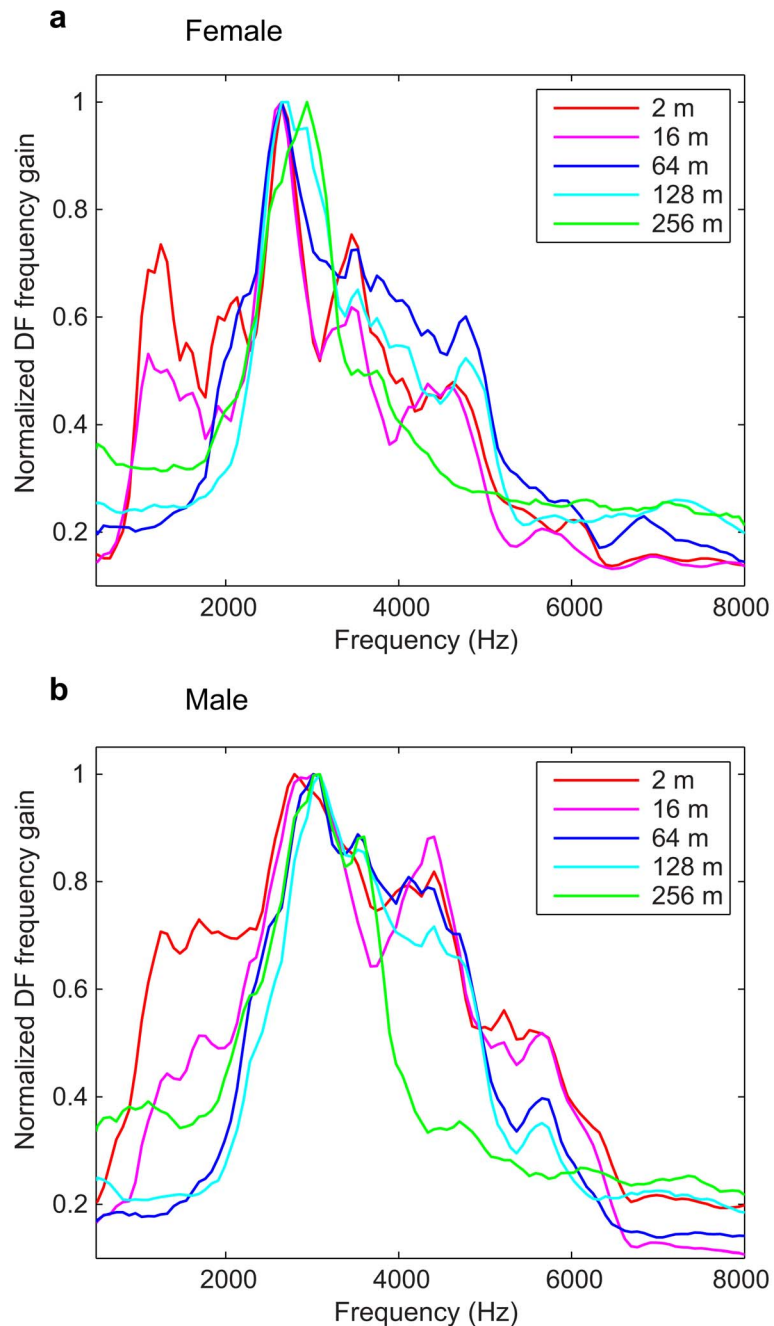 a
Female
1
0.8
0.6
0.4
0.2
Normalized DF frequency gain
2 m
16 m
64 m
128 m
256 m
2000
4000
6000
8000
Frequency (Hz)
b
Male
1
0.8
0.6
0.4
0.2
Normalized DF frequency gain
2 m
16 m
64 m
128 m
256 m
2000
4000
6000
8000
Frequency (Hz)